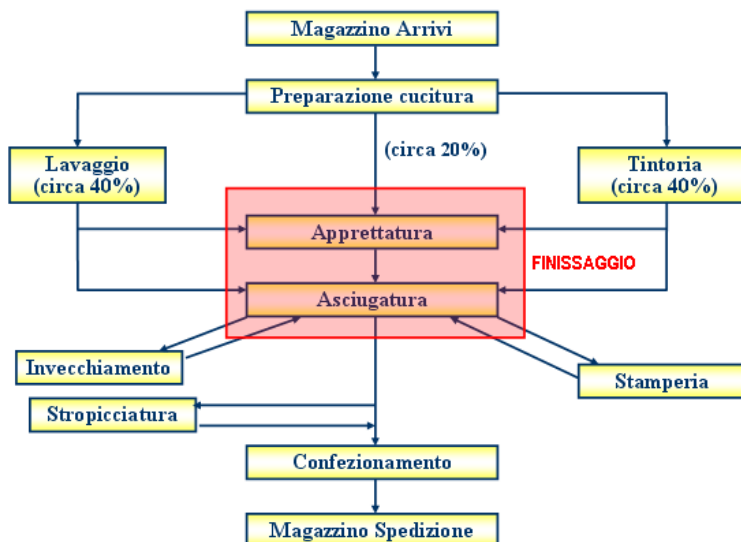 Magazzino Arrivi
Preparazione cucitura
(circa 20%)
Lavaggio
(circa 40%)
Tintoria
(circa 40%)
Apprettatura
FINISSAGGIO
Asciugatura
Invecchiamento
Stamperia
Stropicciatura
Confezionamento
Magazzino Spedizione